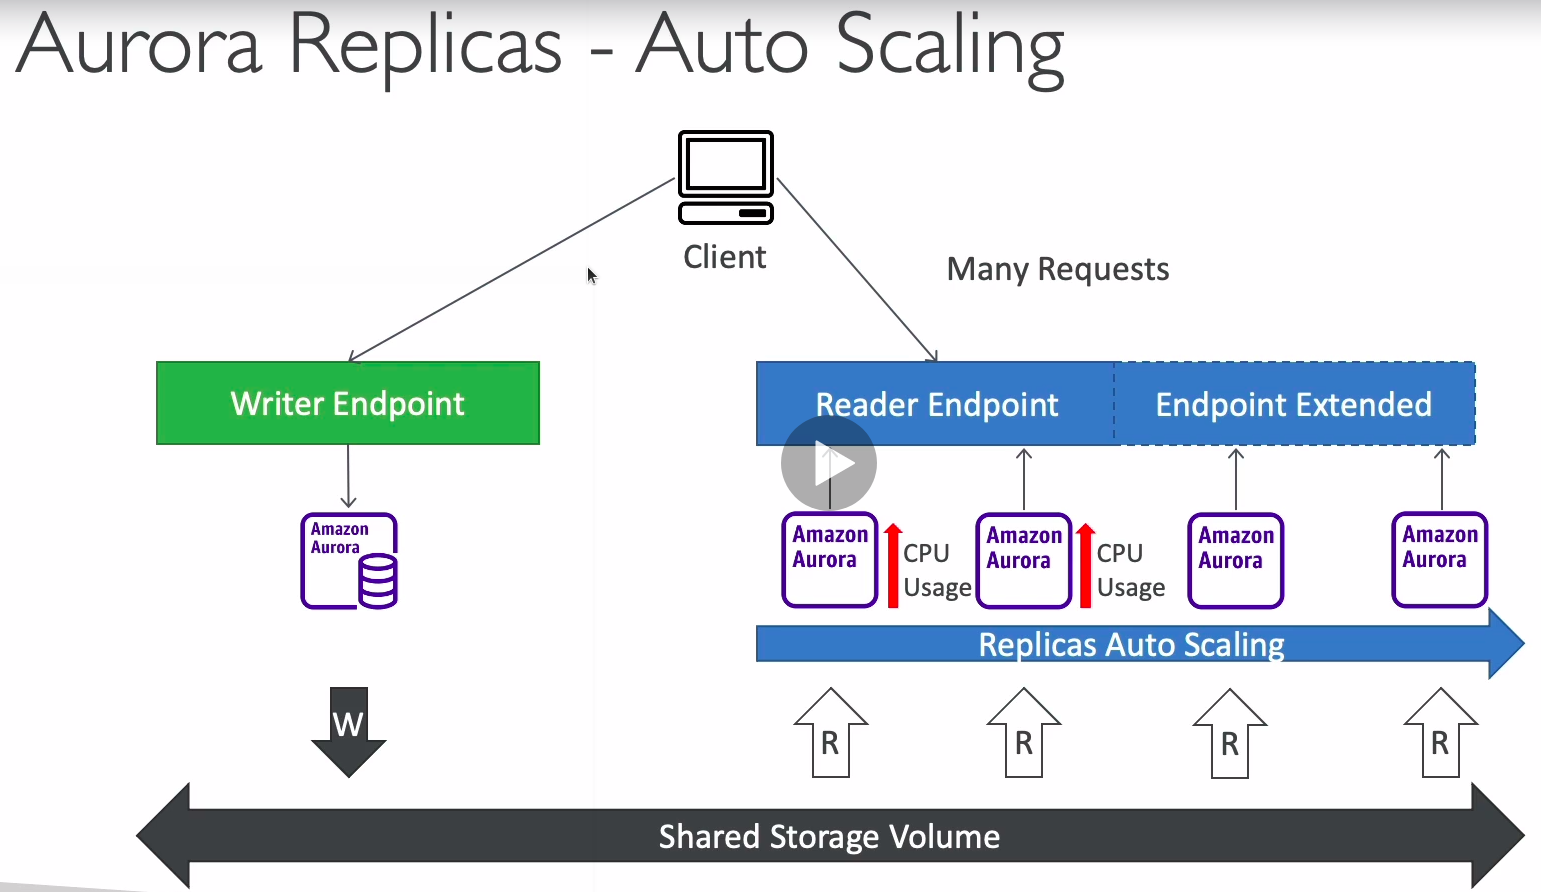 Aurora Replicas - Auto Scaling
Client
Many Requests
Writer Endpoint
Reader Endpoint
Endpoint Extended
Amazon
Aurora
Amazon
Aurora
CPU
Usage
Amazon
Aurora
CPU
Usage
Amazon
Aurora
Amazon
Aurora
Replicas Auto Scaling
W
R
R
R
R
Shared Storage Volume